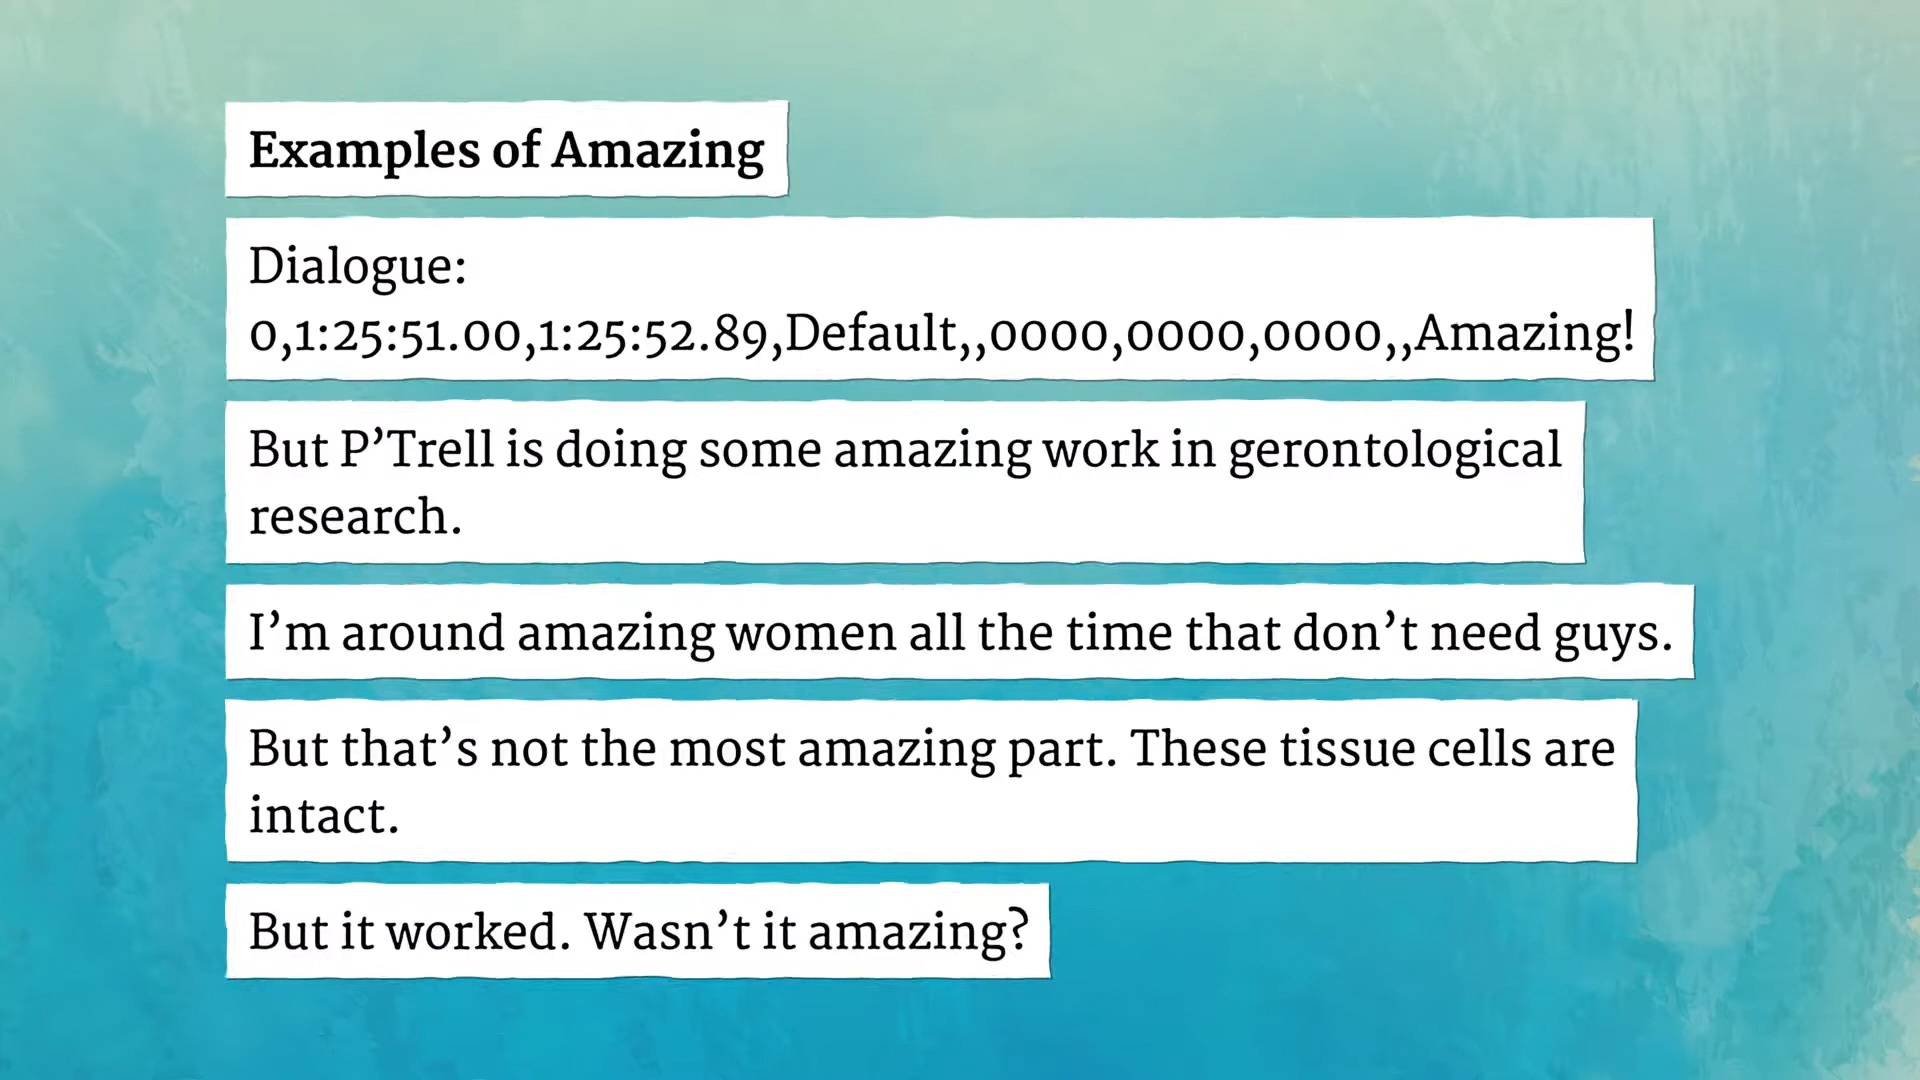 Examples of Amazing
Dialogue:
0,1:25:51.00,1:25:52.89,Default,,0000,0000,0000,,Amazing!
But P’Trell is doing some amazing work in gerontological
research.
I’m around amazing women all the time that don’t need guys.
But that’s not the most amazing part. These tissue cells are
intact.
But it worked. Wasn’t it amazing?